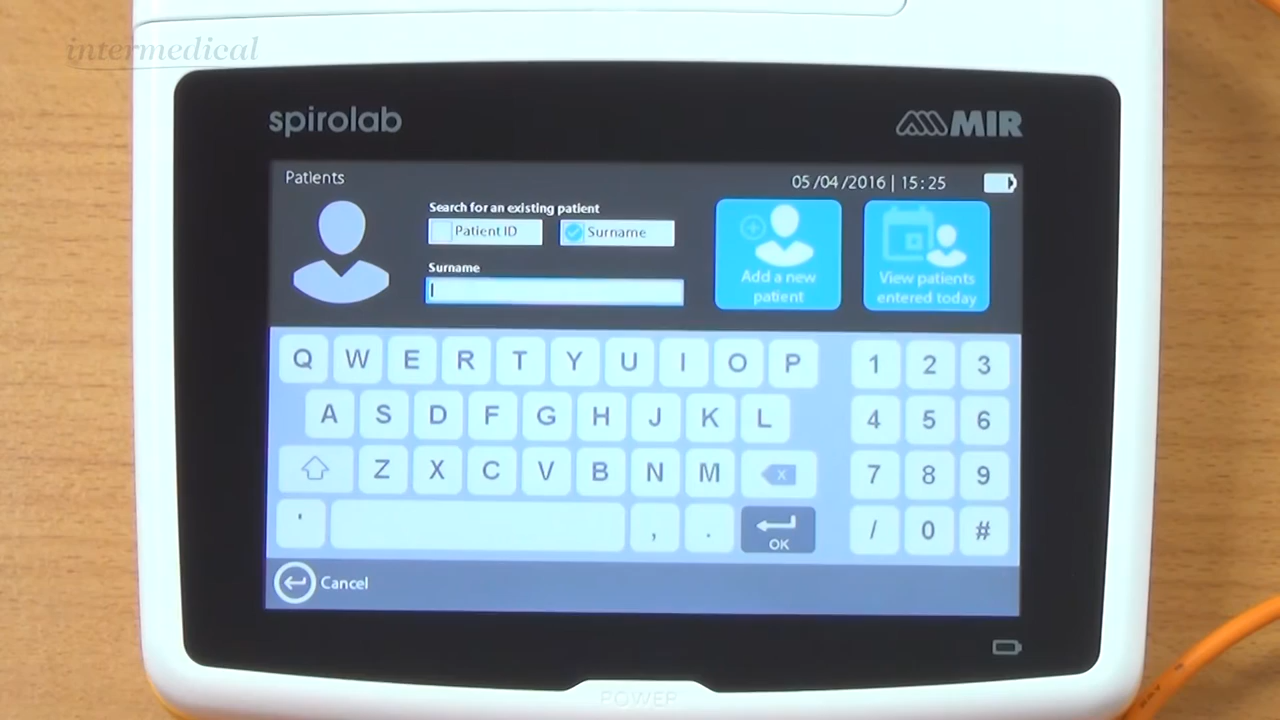 intermedical
spirolab
MIR
Patients
05/04/2016 | 15:25
Search for an existing patient
Patient ID
Surname
Surname
Add a new
patient
View patients
entered today
Q W E R T Y U I O P 1 2 3
A S D F G H J K L 4 5 6
Z X C V B N M X 7 8 9
' , . OK / 0 #
Cancel
POWER